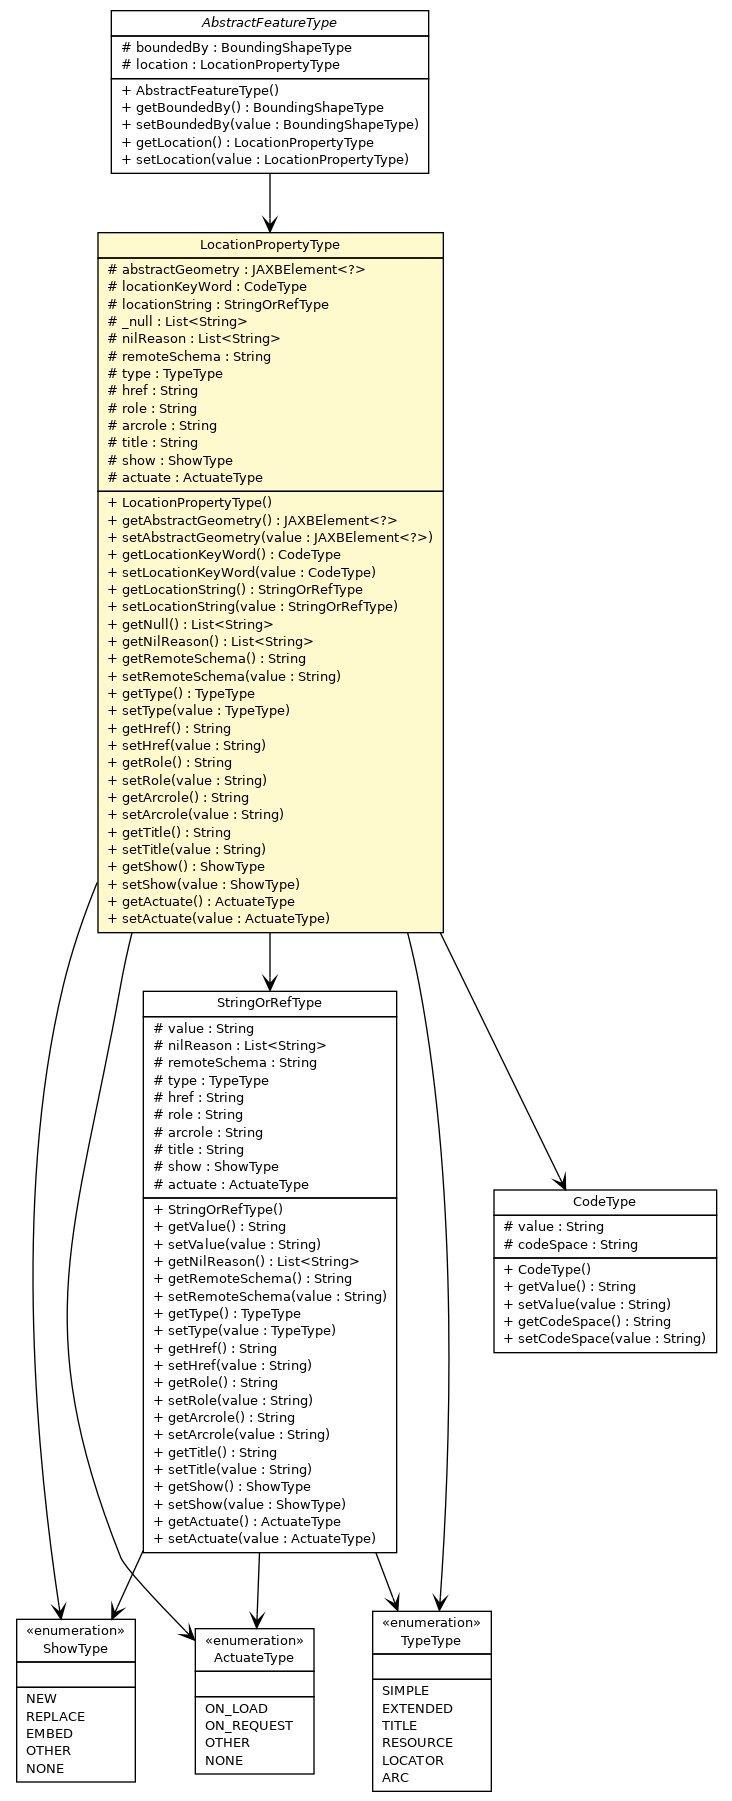 AbstractFeatureType
# boundedBy : BoundingShapeType
# location : LocationPropertyType
+ AbstractFeatureType()
+ getBoundedBy() : BoundingShapeType
+ setBoundedBy(value : BoundingShapeType)
+ getLocation() : LocationPropertyType
+ setLocation(value : LocationPropertyType)
LocationPropertyType
# abstractGeometry : JAXBElement<?>
# locationKeyWord : CodeType
# locationString : StringOrRefType
# _null : List<String>
# nilReason : List<String>
# remoteSchema : String
# type : TypeType
# href : String
# role : String
# arcrole : String
# title : String
# show : ShowType
# actuate : ActuateType
+ LocationPropertyType()
+ getAbstractGeometry() : JAXBElement<?>
+ setAbstractGeometry(value : JAXBElement<?>)
+ getLocationKeyWord() : CodeType
+ setLocationKeyWord(value : CodeType)
+ getLocationString() : StringOrRefType
+ setLocationString(value : StringOrRefType)
+ getNull() : List<String>
+ getNilReason() : List<String>
+ getRemoteSchema() : String
+ setRemoteSchema(value : String)
+ getType() : TypeType
+ setType(value : TypeType)
+ getHref() : String
+ setHref(value : String)
+ getRole() : String
+ setRole(value : String)
+ getArcrole() : String
+ setArcrole(value : String)
+ getTitle() : String
+ setTitle(value : String)
+ getShow() : ShowType
+ setShow(value : ShowType)
+ getActuate() : ActuateType
+ setActuate(value : ActuateType)
StringOrRefType
# value : String
# nilReason : List<String>
# remoteSchema : String
# type : TypeType
# href : String
# role : String
# arcrole : String
# title : String
# show : ShowType
# actuate : ActuateType
+ StringOrRefType()
+ getValue() : String
+ setValue(value : String)
+ getNilReason() : List<String>
+ getRemoteSchema() : String
+ setRemoteSchema(value : String)
+ getType() : TypeType
+ setType(value : TypeType)
+ getHref() : String
+ setHref(value : String)
+ getRole() : String
+ setRole(value : String)
+ getArcrole() : String
+ setArcrole(value : String)
+ getTitle() : String
+ setTitle(value : String)
+ getShow() : ShowType
+ setShow(value : ShowType)
+ getActuate() : ActuateType
+ setActuate(value : ActuateType)
CodeType
# value : String
# codeSpace : String
+ CodeType()
+ getValue() : String
+ setValue(value : String)
+ getCodeSpace() : String
+ setCodeSpace(value : String)
«enumeration»
ShowType
NEW
REPLACE
EMBED
OTHER
NONE
«enumeration»
ActuateType
ON_LOAD
ON_REQUEST
OTHER
NONE
«enumeration»
TypeType
SIMPLE
EXTENDED
TITLE
RESOURCE
LOCATOR
ARC